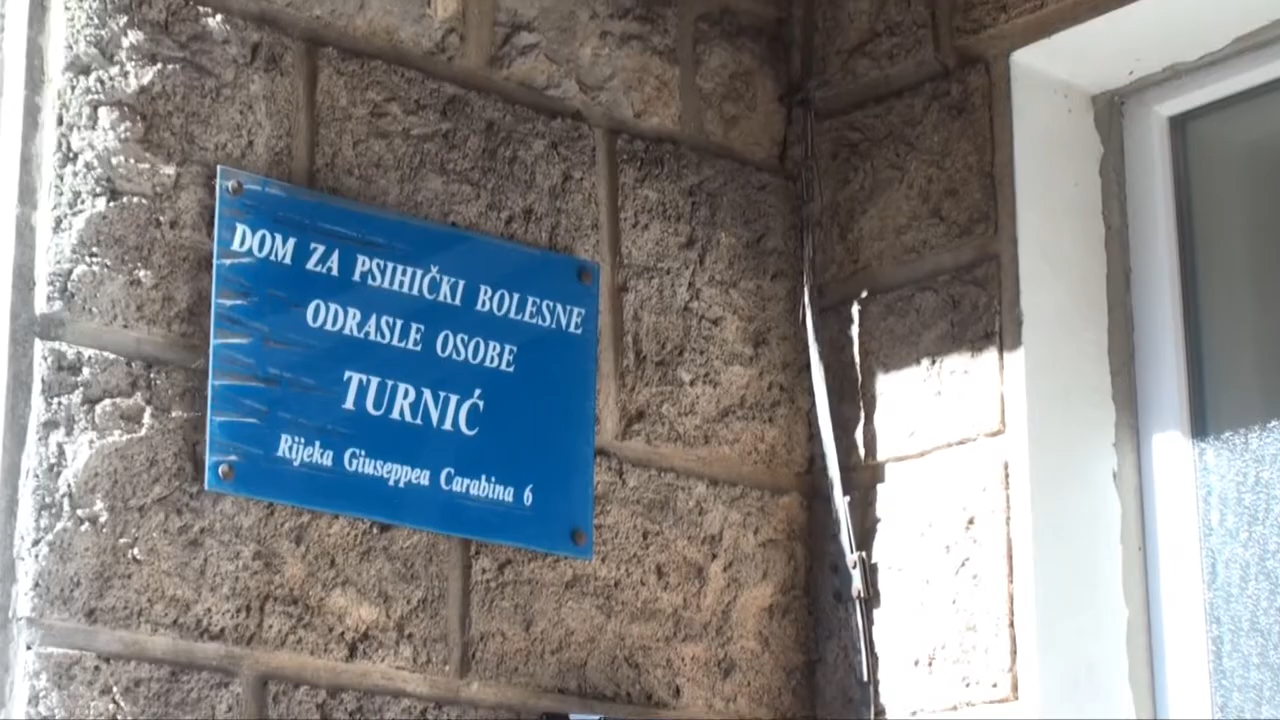 DOM ZA PSIHIČKI BOLESNE
ODRASLE OSOBE
TURNIĆ
Rijeka Giuseppea Carabina 6